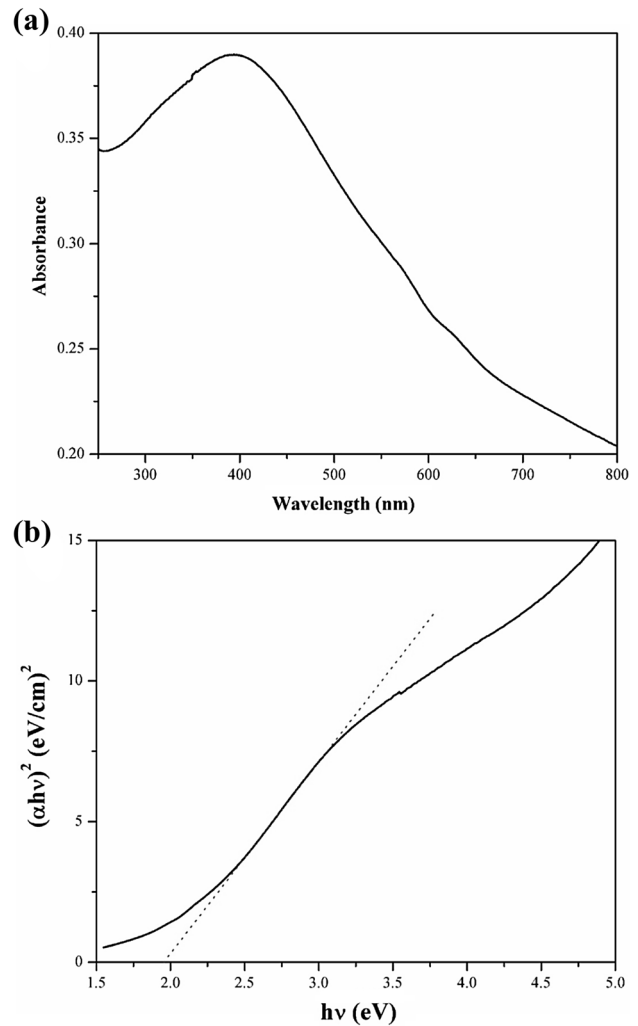 (a)
0.40
0.35
0.30
0.25
0.20
Absorbance
300 400 500 600 700 800
Wavelength (nm)
(b)
15
10
5
0
(αhν)² (eV/cm)²
1.5 2.0 2.5 3.0 3.5 4.0 4.5 5.0
hν (eV)